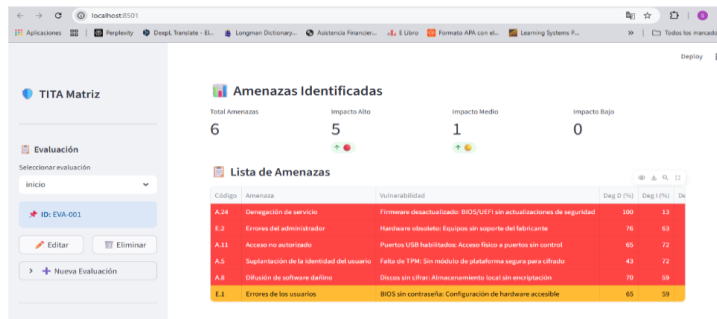 localhost:8501
Aplicaciones
Perplexity
DeepL Translate - El...
Longman Dictionary...
Asistencia Financier...
E Libro
Formato APA con el...
Learning Systems F...
»
Todos los marcado
Deploy
TITA Matriz
Evaluación
Seleccionar evaluación
inicio
ID: EVA-001
Editar
Eliminar
> + Nueva Evaluación
Amenazas Identificadas
Total Amenazas Impacto Alto Impacto Medio Impacto Bajo
6 5 1 0
↑ ↑
Lista de Amenazas
Código Amenaza Vulnerabilidad Deg D (%) Deg I (%) De
A.24 Denegación de servicio Firmware desactualizado: BIOS/UEFI sin actualizaciones de seguridad 100 13
E.2 Errores del administrador Hardware obsoleto: Equipos sin soporte del fabricante 76 63
A.11 Acceso no autorizado Puertos USB habilitados: Acceso físico a puertos sin control 65 72
A.5 Suplantación de la identidad del usuario Falta de TPM: Sin módulo de plataforma segura para cifrado 43 72
A.8 Difusión de software dañino Discos sin cifrar: Almacenamiento local sin encriptación 70 59
E.1 Errores de los usuarios BIOS sin contraseña: Configuración de hardware accesible 65 59